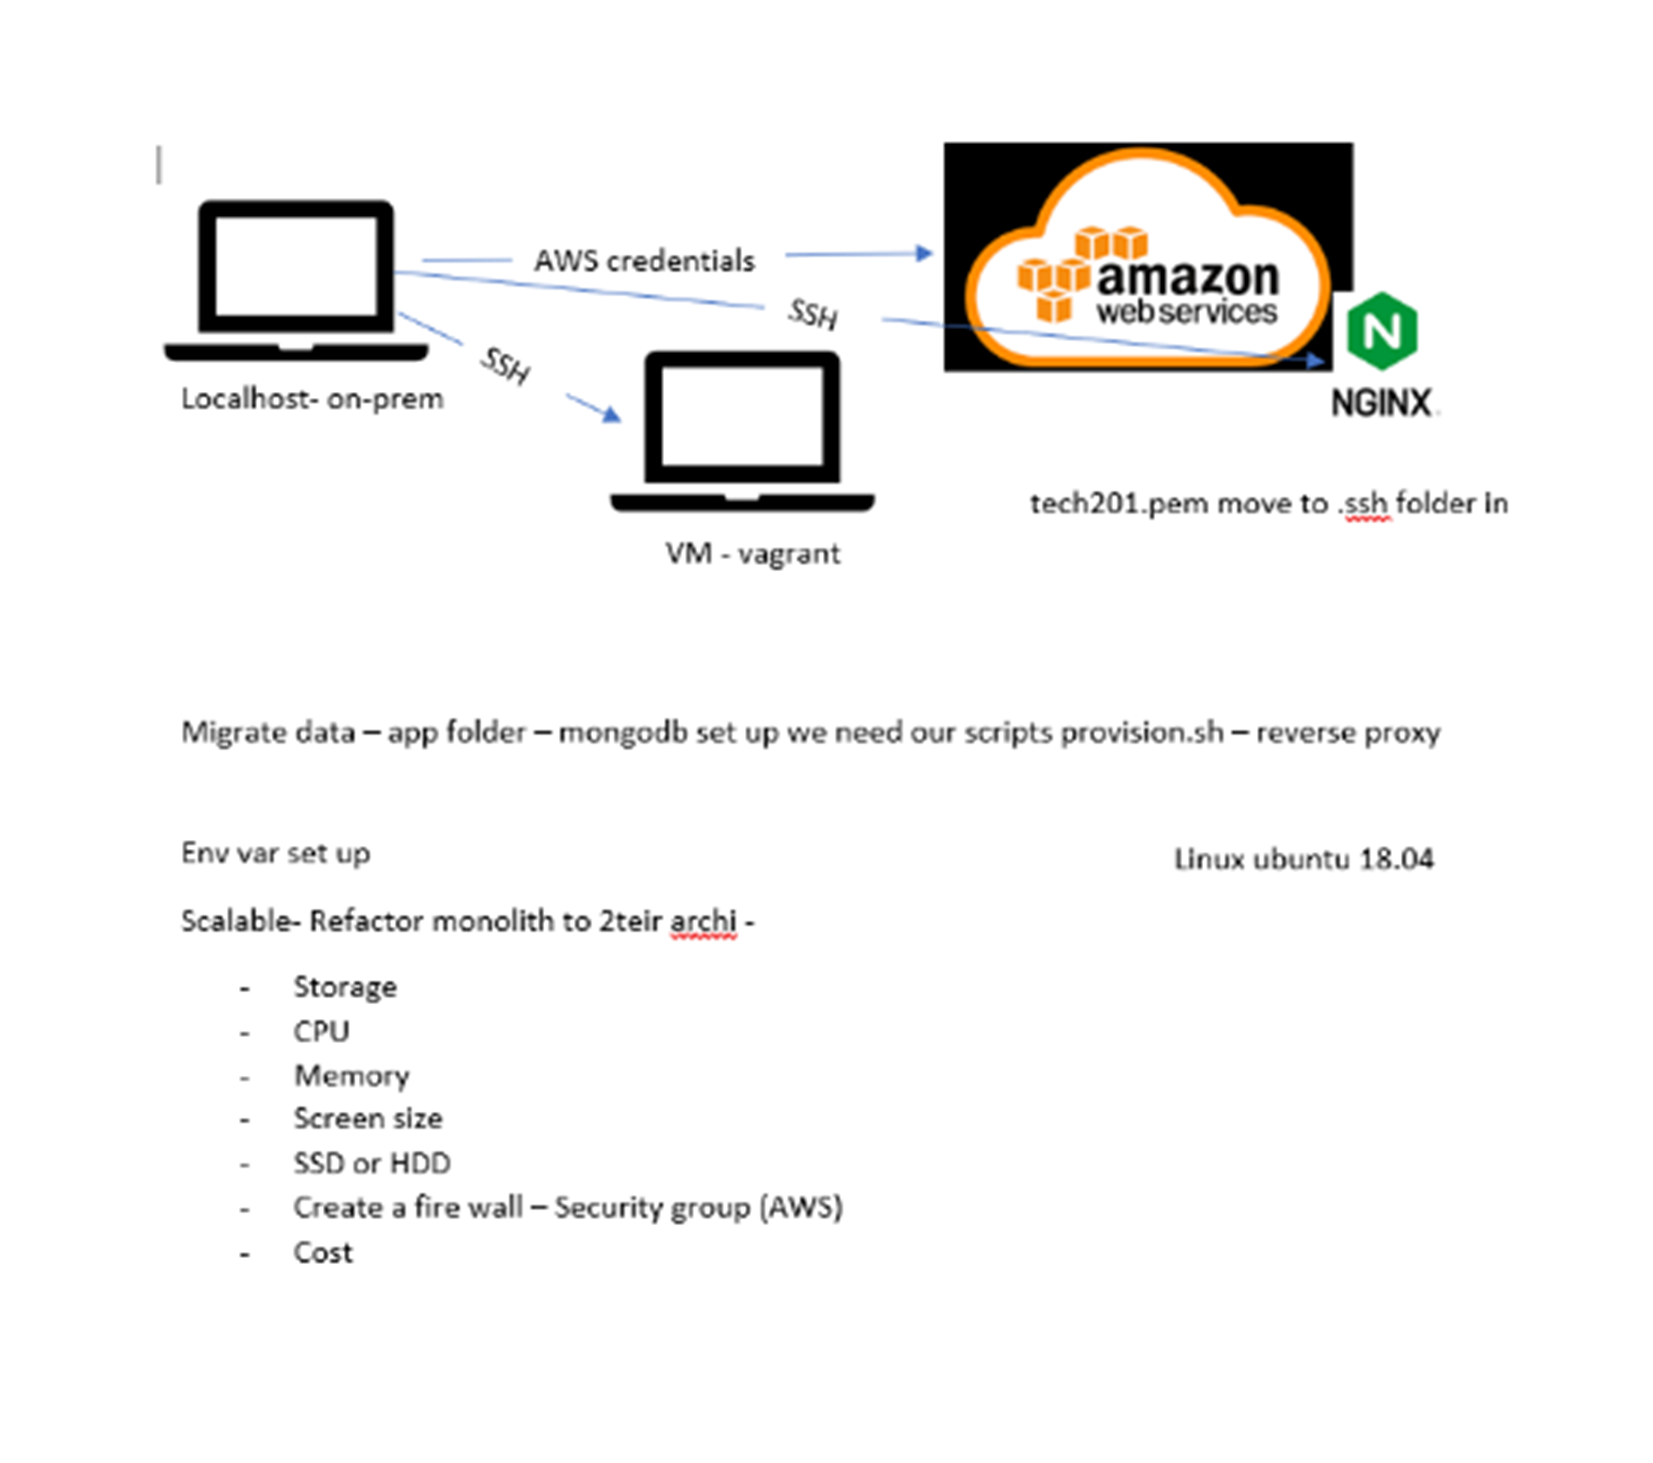 AWS credentials
SSH
SSH
amazon
web services
NGINX
Localhost- on-prem
tech201.pem move to .ssh folder in
VM - vagrant
Migrate data – app folder – mongodb set up we need our scripts provision.sh – reverse proxy
Env var set up
Linux ubuntu 18.04
Scalable- Refactor monolith to 2teir archi -
- Storage
- CPU
- Memory
- Screen size
- SSD or HDD
- Create a fire wall – Security group (AWS)
- Cost